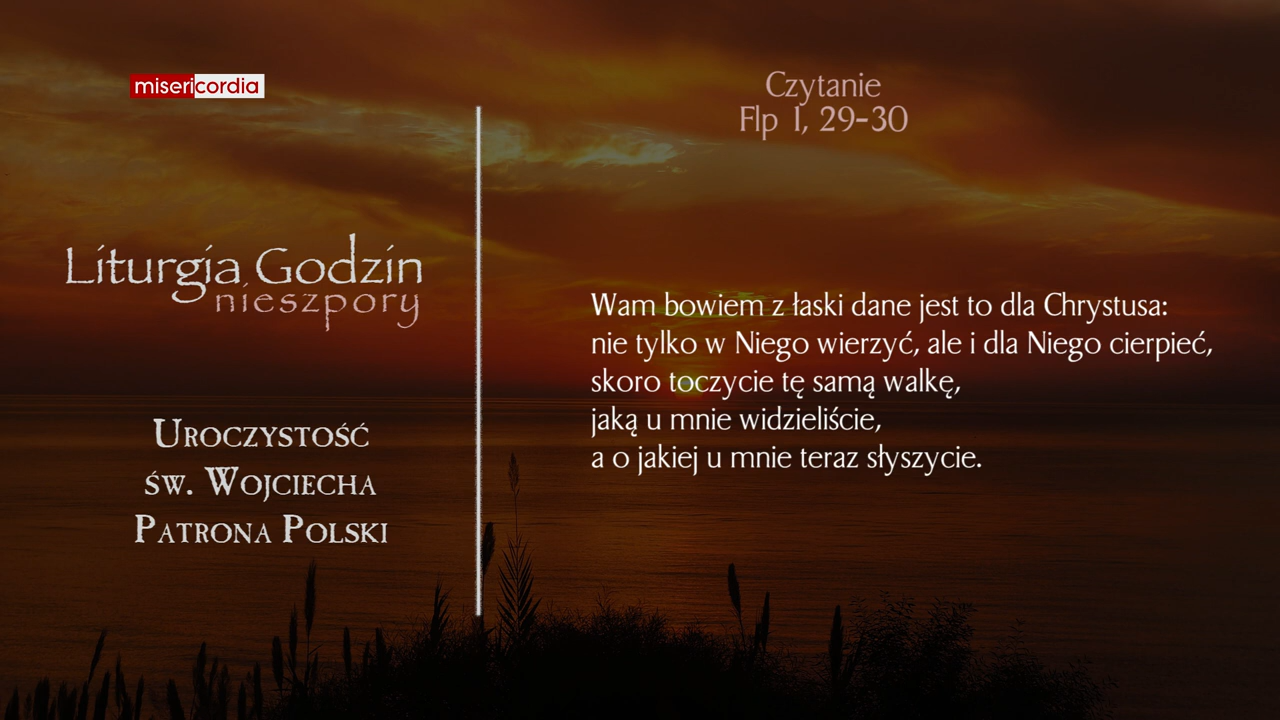 misericordia
Liturgia Godzin
nieszpory
Uroczystość
św. Wojciecha
Patrona Polski
Czytanie
Flp 1, 29-30
Wam bowiem z łaski dane jest to dla Chrystusa:
nie tylko w Niego wierzyć, ale i dla Niego cierpieć,
skoro toczycie tę samą walkę,
jaką u mnie widzieliście,
a o jakiej u mnie teraz słyszycie.